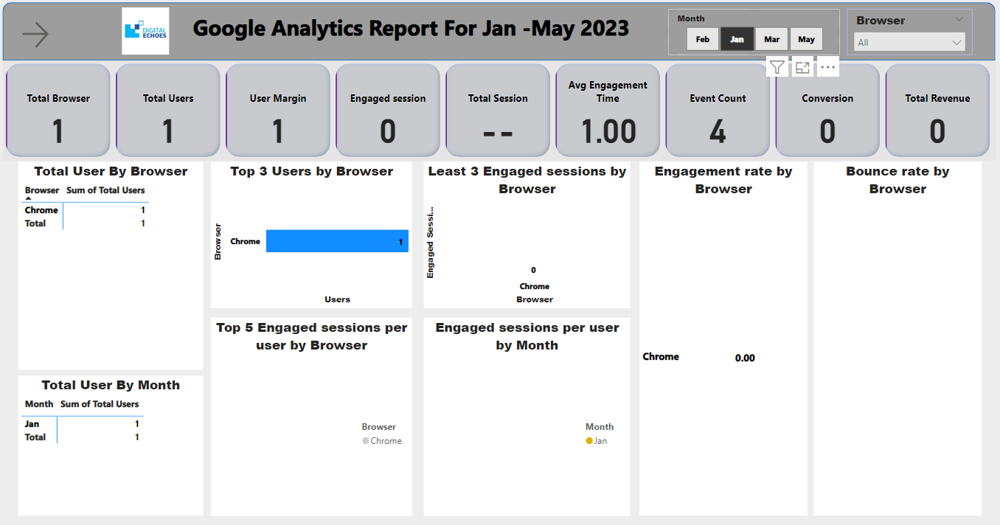 DIGITAL
ECHOES
Google Analytics Report For Jan -May 2023
Month
Feb
Jan
Mar
May
Browser
All
Total Browser
1
Total Users
1
User Margin
1
Engaged session
0
Total Session
--
Avg Engagement
Time
1.00
Event Count
4
Conversion
0
Total Revenue
0
Total User By Browser
Browser Sum of Total Users
Chrome 1
Total 1
Top 3 Users by Browser
Browser
Chrome
1
Users
Least 3 Engaged sessions by
Browser
Engaged Sessi...
0
Chrome
Browser
Engagement rate by
Browser
Chrome 0.00
Bounce rate by
Browser
Top 5 Engaged sessions per
user by Browser
Browser
Chrome
Engaged sessions per user
by Month
Month
Jan
Total User By Month
Month Sum of Total Users
Jan 1
Total 1